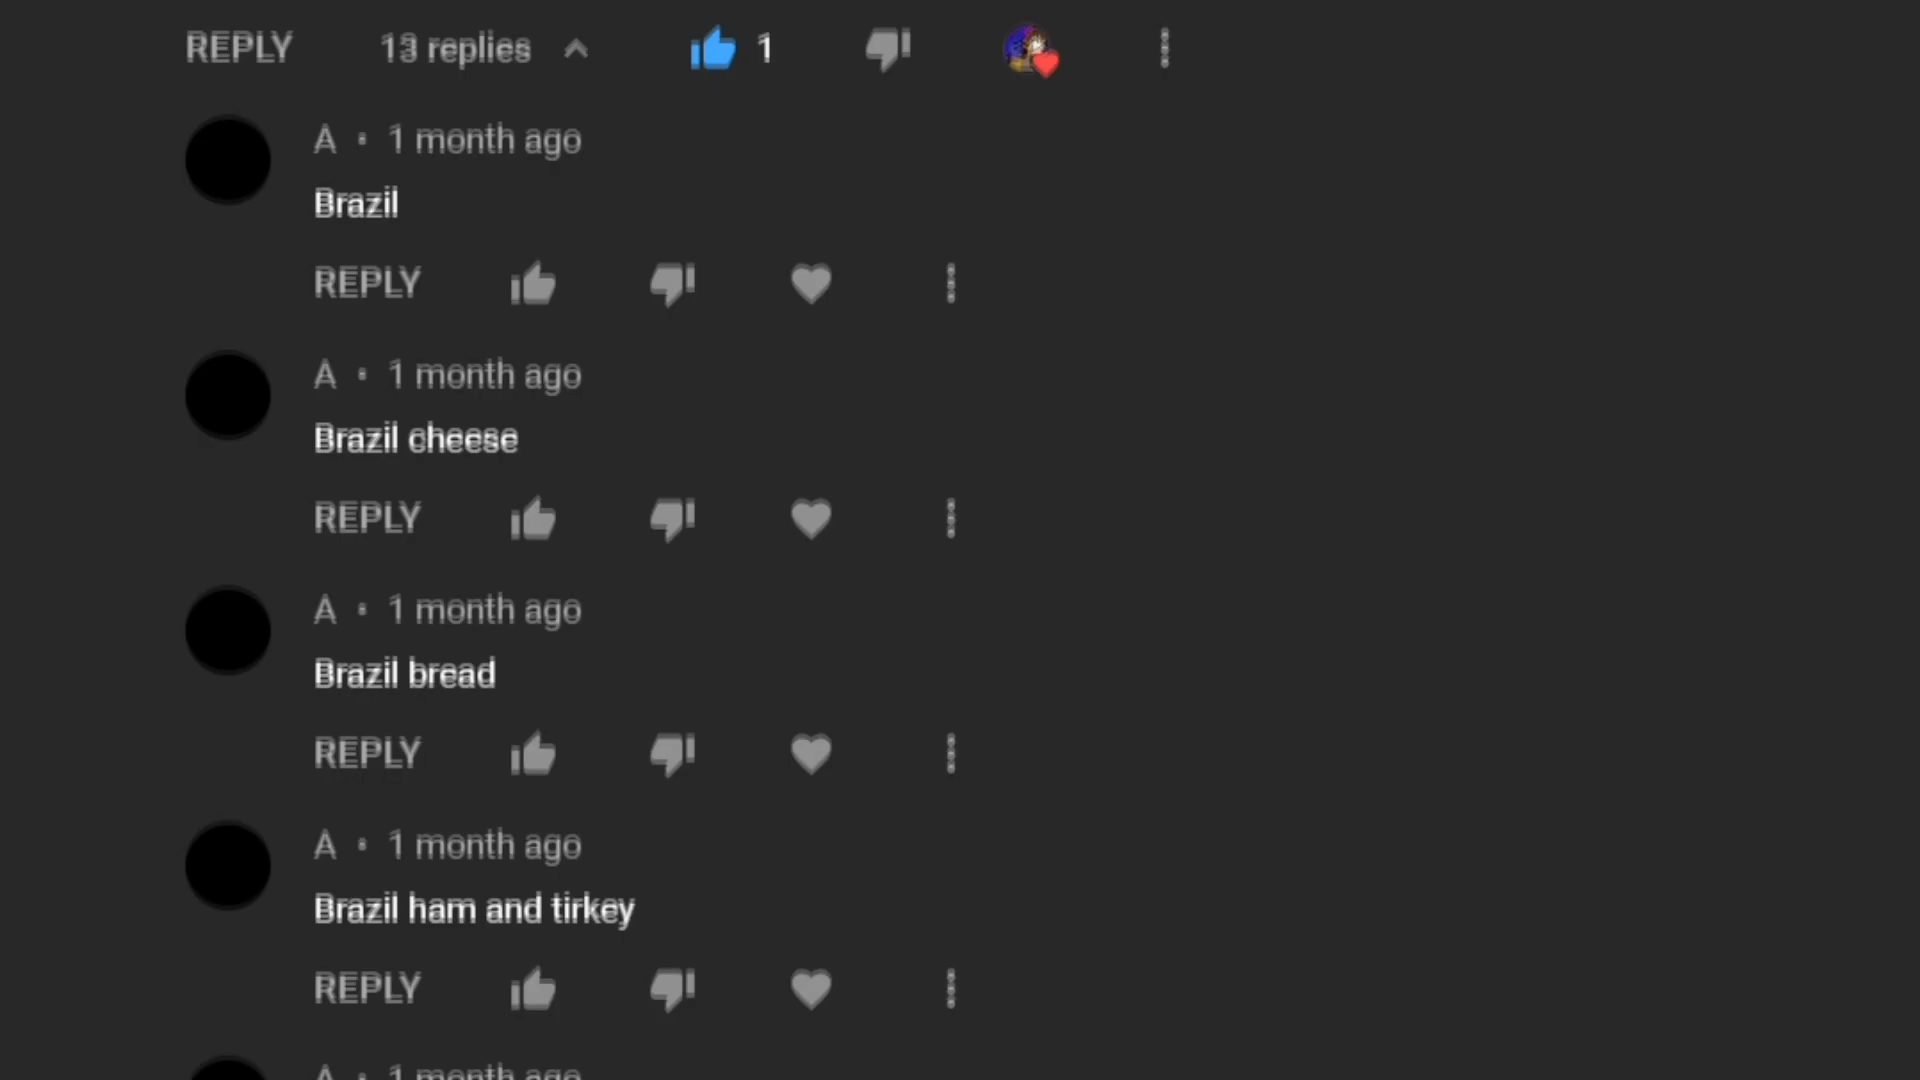 REPLY 13 replies 1
A · 1 month ago
Brazil
REPLY
A · 1 month ago
Brazil cheese
REPLY
A · 1 month ago
Brazil bread
REPLY
A · 1 month ago
Brazil ham and tirkey
REPLY
A · 1 month ago